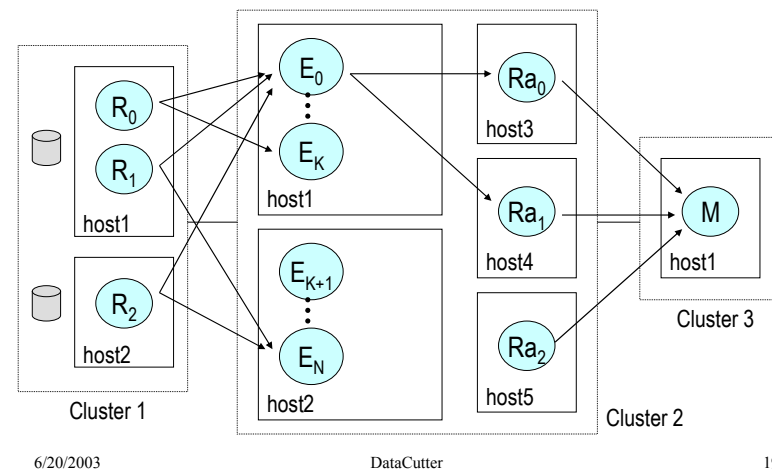 R0
R1
host1
R2
host2
Cluster 1
E0
EK
host1
EK+1
EN
host2
Ra0
host3
Ra1
host4
Ra2
host5
Cluster 2
M
host1
Cluster 3
6/20/2003
DataCutter